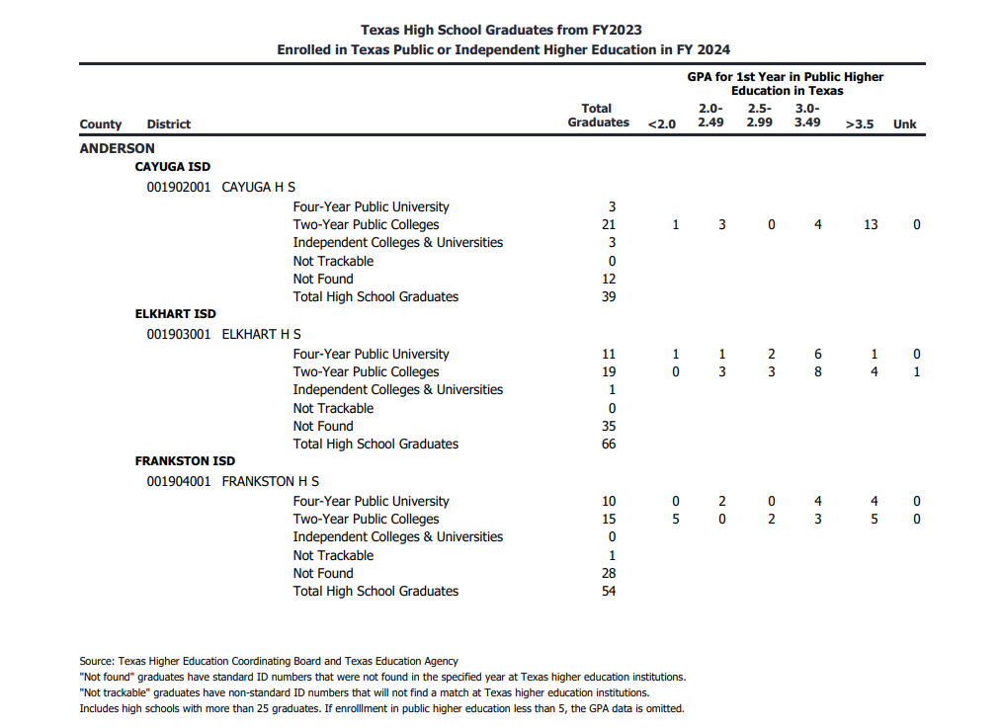 Texas High School Graduates from FY2023
Enrolled in Texas Public or Independent Higher Education in FY 2024
GPA for 1st Year in Public Higher
Education in Texas
County District Total Graduates <2.0 2.0-2.49 2.5-2.99 3.0-3.49 >3.5 Unk
ANDERSON
CAYUGA ISD
001902001 CAYUGA H S
Four-Year Public University 3
Two-Year Public Colleges 21 1 3 0 4 13 0
Independent Colleges & Universities 3
Not Trackable 0
Not Found 12
Total High School Graduates 39
ELKHART ISD
001903001 ELKHART H S
Four-Year Public University 11 1 1 2 6 1 0
Two-Year Public Colleges 19 0 3 3 8 4 1
Independent Colleges & Universities 1
Not Trackable 0
Not Found 35
Total High School Graduates 66
FRANKSTON ISD
001904001 FRANKSTON H S
Four-Year Public University 10 0 2 0 4 4 0
Two-Year Public Colleges 15 5 0 2 3 5 0
Independent Colleges & Universities 0
Not Trackable 1
Not Found 28
Total High School Graduates 54
Source: Texas Higher Education Coordinating Board and Texas Education Agency
"Not found" graduates have standard ID numbers that were not found in the specified year at Texas higher education institutions.
"Not trackable" graduates have non-standard ID numbers that will not find a match at Texas higher education institutions.
Includes high schools with more than 25 graduates. If enrolllment in public higher education less than 5, the GPA data is omitted.